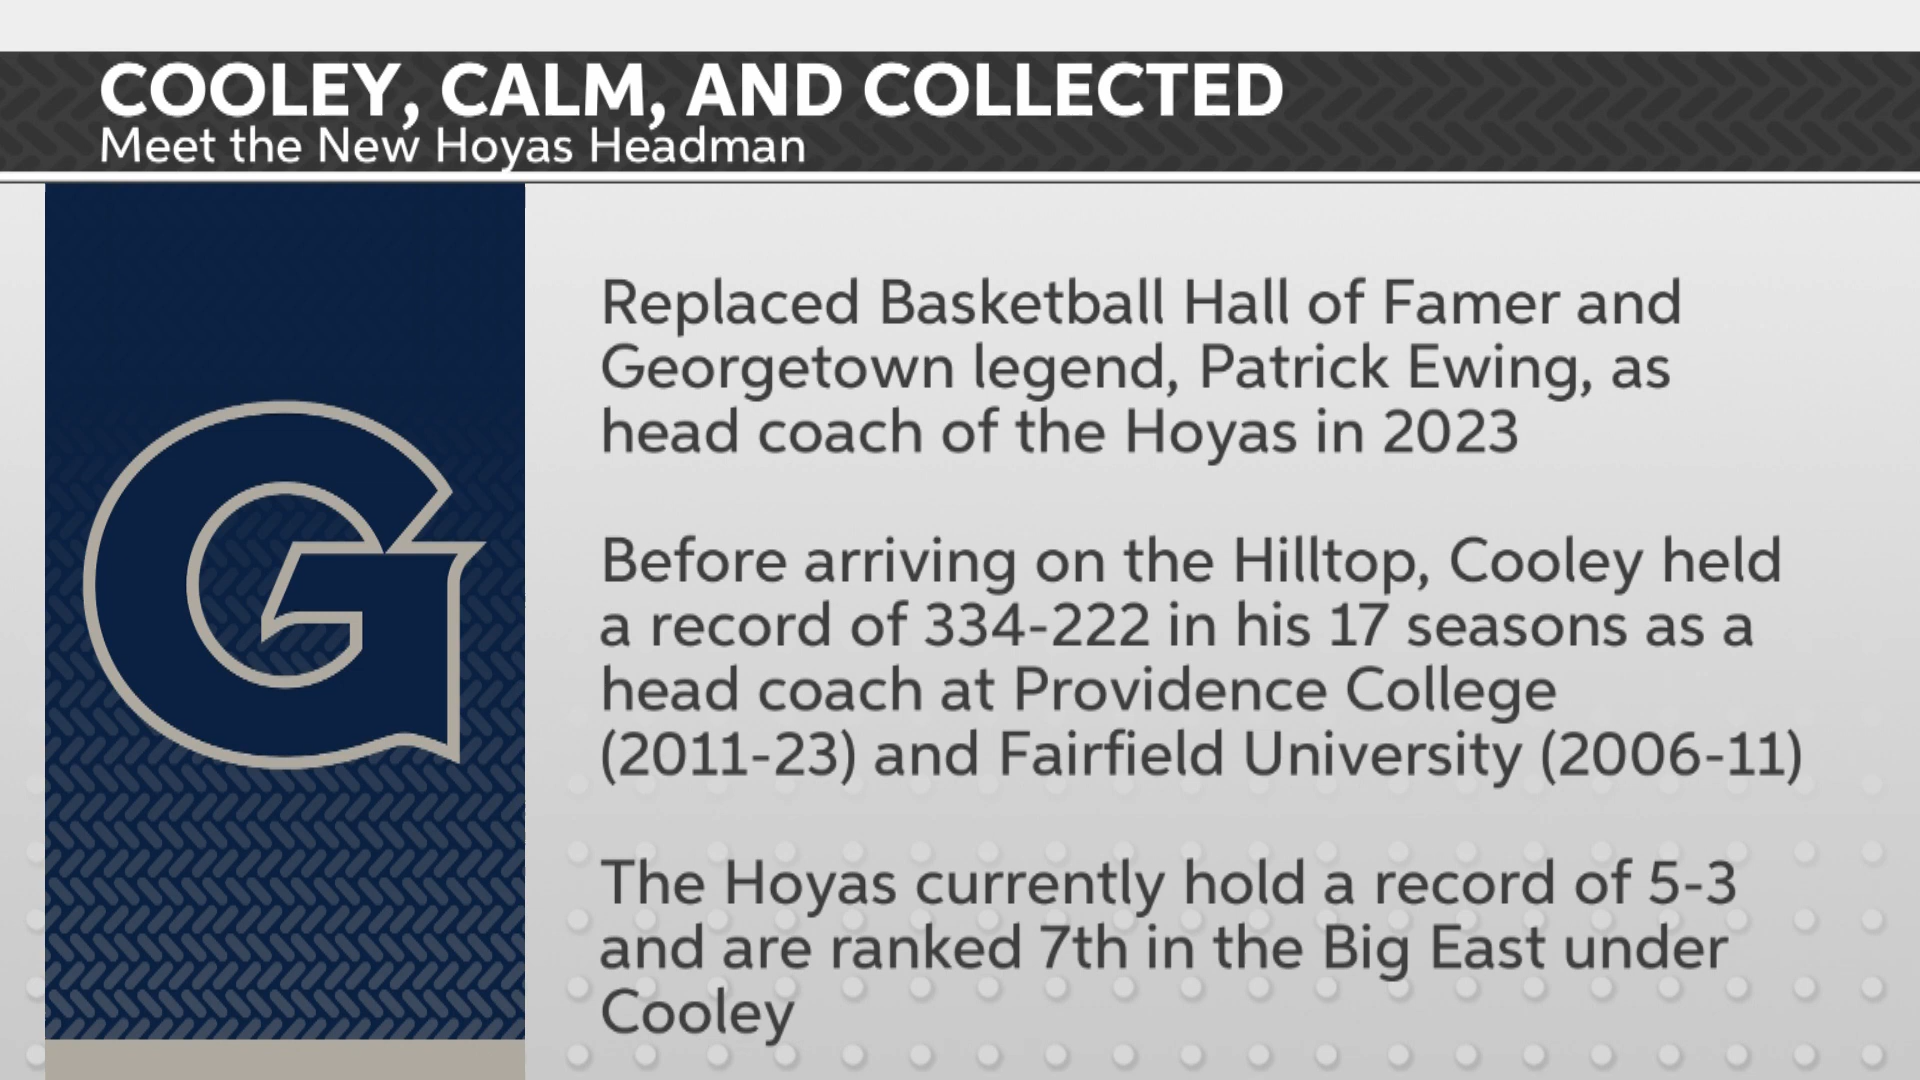 COOLEY, CALM, AND COLLECTED
Meet the New Hoyas Headman
Replaced Basketball Hall of Famer and
Georgetown legend, Patrick Ewing, as
head coach of the Hoyas in 2023
Before arriving on the Hilltop, Cooley held
a record of 334-222 in his 17 seasons as a
head coach at Providence College
(2011-23) and Fairfield University (2006-11)
The Hoyas currently hold a record of 5-3
and are ranked 7th in the Big East under
Cooley
G